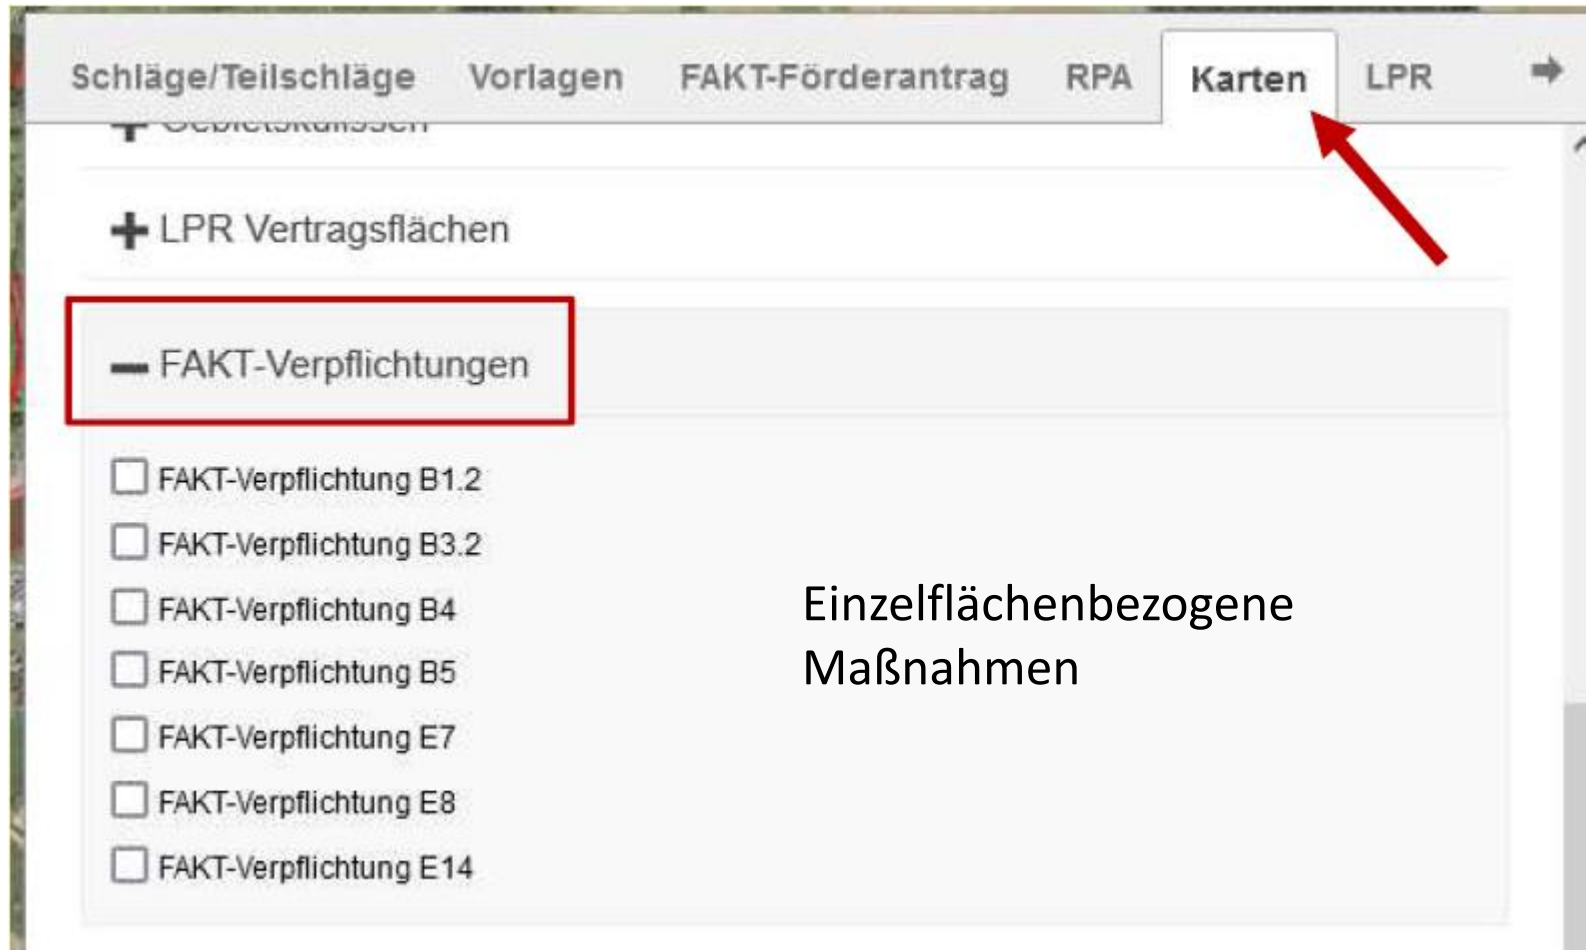 Schläge/Teilschläge Vorlagen FAKT-Förderantrag RPA Karten LPR
Gebietskulissen
LPR Vertragsflächen
FAKT-Verpflichtungen
FAKT-Verpflichtung B1.2
FAKT-Verpflichtung B3.2
FAKT-Verpflichtung B4
FAKT-Verpflichtung B5
FAKT-Verpflichtung E7
FAKT-Verpflichtung E8
FAKT-Verpflichtung E14
Einzelflächenbezogene
Maßnahmen